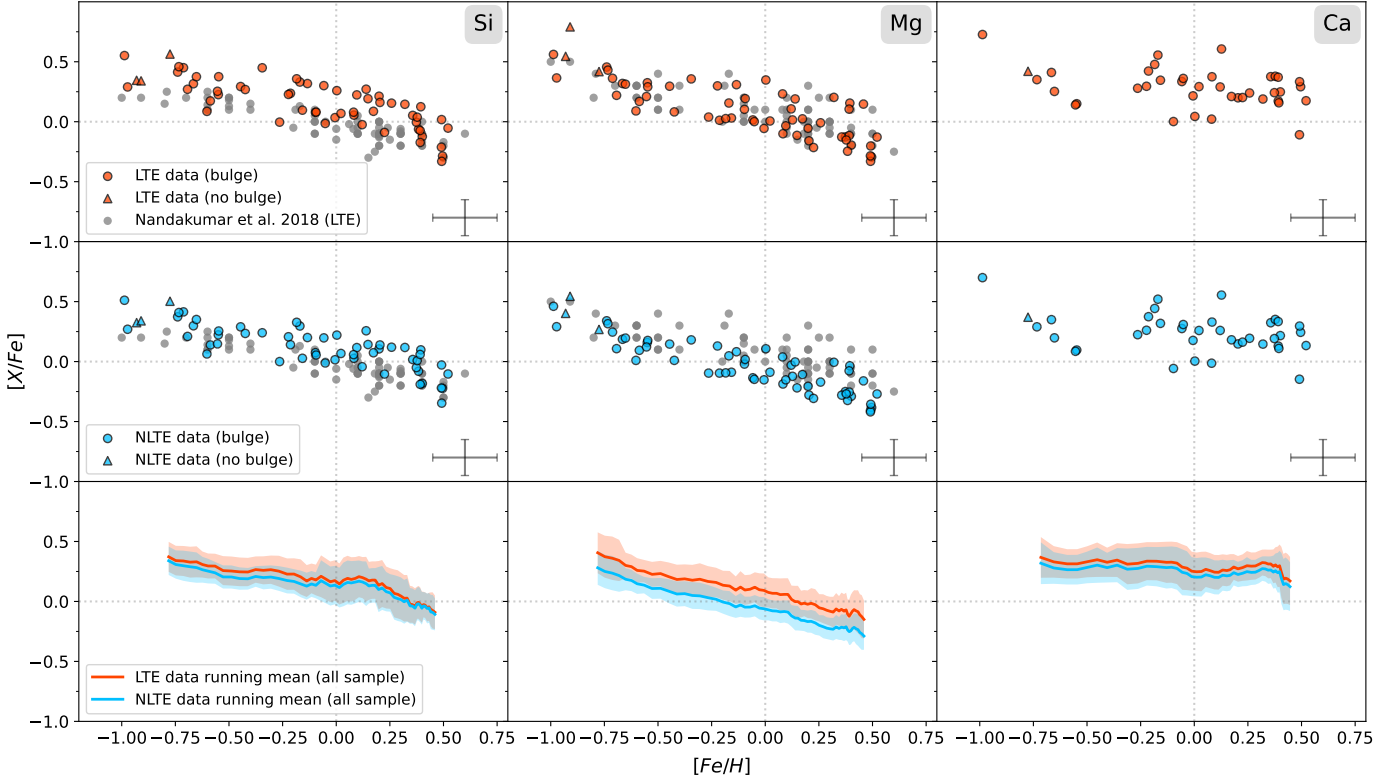 Si
Mg
Ca
0.5
0.0
−0.5
−1.0
LTE data (bulge)
LTE data (no bulge)
Nandakumar et al. 2018 (LTE)
[X/Fe]
0.5
0.0
−0.5
−1.0
NLTE data (bulge)
NLTE data (no bulge)
0.5
0.0
−0.5
−1.0
LTE data running mean (all sample)
NLTE data running mean (all sample)
−1.00 −0.75 −0.50 −0.25 0.00 0.25 0.50 0.75
−1.00 −0.75 −0.50 −0.25 0.00 0.25 0.50 0.75
−1.00 −0.75 −0.50 −0.25 0.00 0.25 0.50 0.75
[Fe/H]